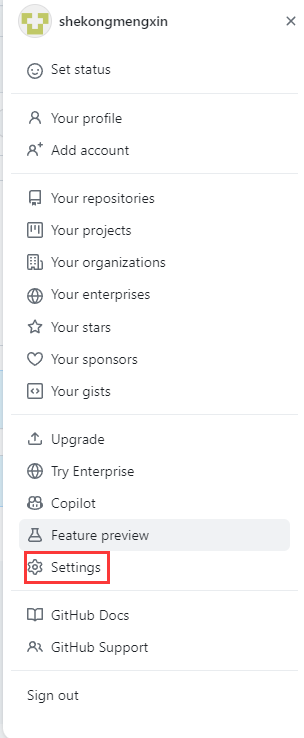 shekongmengxin
Set status
Your profile
Add account
Your repositories
Your projects
Your organizations
Your enterprises
Your stars
Your sponsors
Your gists
Upgrade
Try Enterprise
Copilot
Feature preview
Settings
GitHub Docs
GitHub Support
Sign out